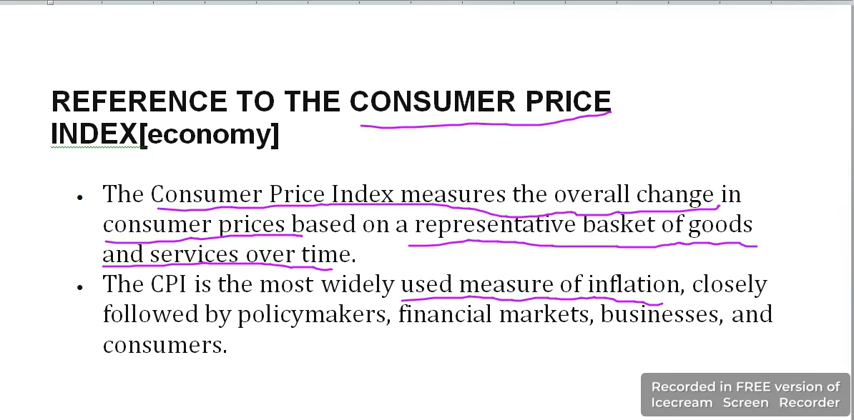 REFERENCE TO THE CONSUMER PRICE
INDEX[economy]
• The Consumer Price Index measures the overall change in
consumer prices based on a representative basket of goods
and services over time.
• The CPI is the most widely used measure of inflation, closely
followed by policymakers, financial markets, businesses, and
consumers.
Recorded in FREE version of
Icecream Screen Recorder